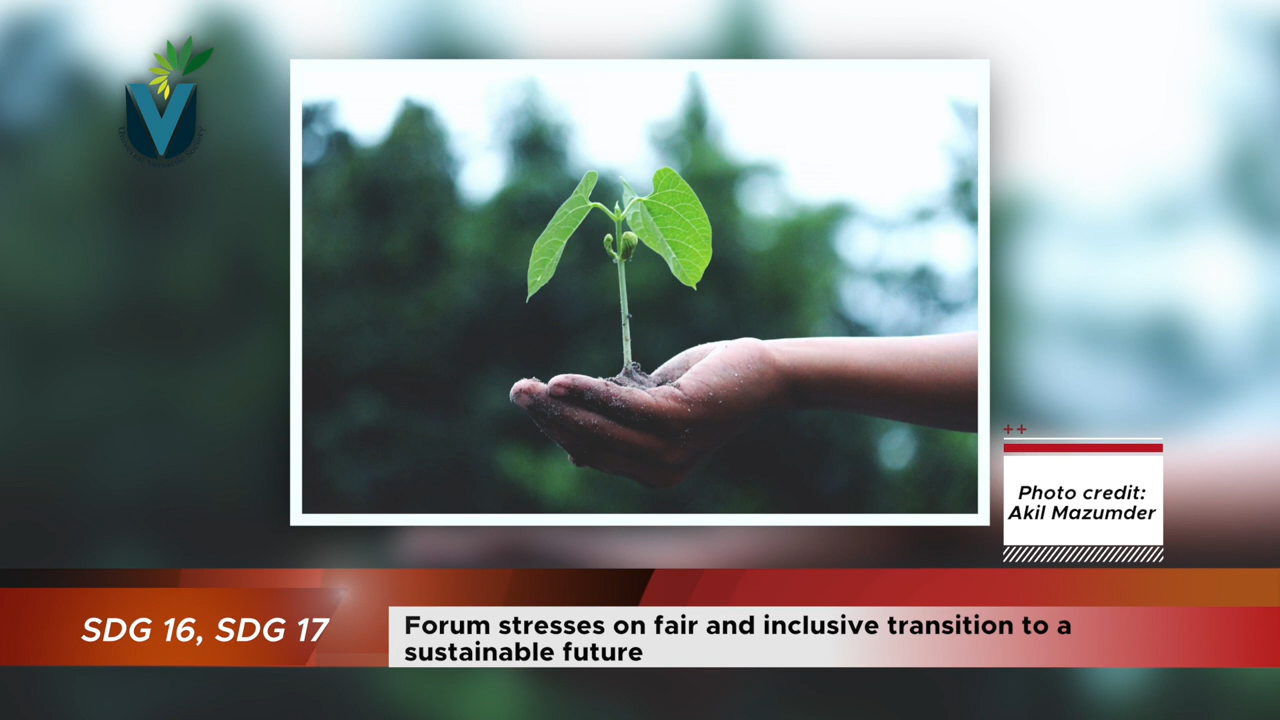 Photo credit:
Akil Mazumder
SDG 16, SDG 17
Forum stresses on fair and inclusive transition to a
sustainable future